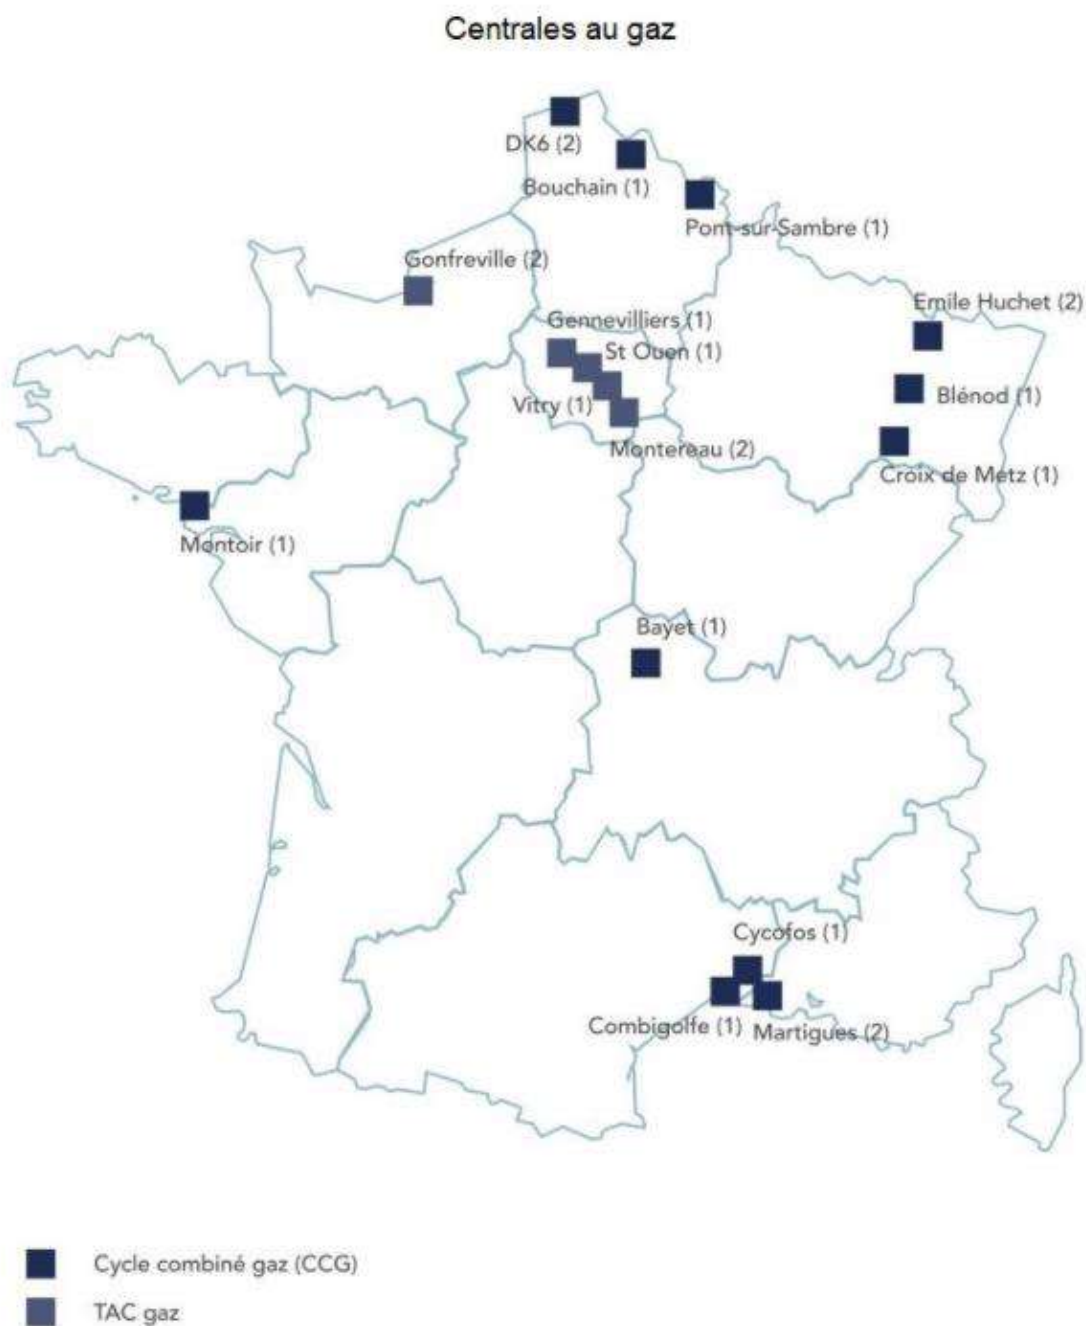 Centrales au gaz
DK6 (2)
Bouchain (1)
Pont-sur-Sambre (1)
Gonfreville (2)
Emile Huchet (2)
Gennevilliers (1)
St Ouen (1)
Blénod (1)
Vitry (1)
Montereau (2)
Croix de Metz (1)
Montoir (1)
Bayet (1)
Cycofos (1)
Combigolfe (1)
Martigues (2)
Cycle combiné gaz (CCG)
TAC gaz